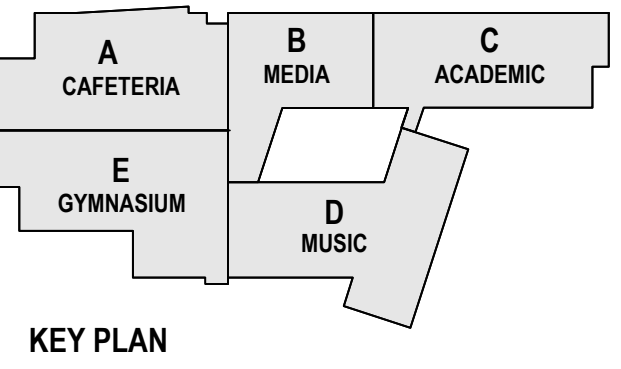 A
CAFETERIA
B
MEDIA
C
ACADEMIC
E
GYMNASIUM
D
MUSIC
KEY PLAN